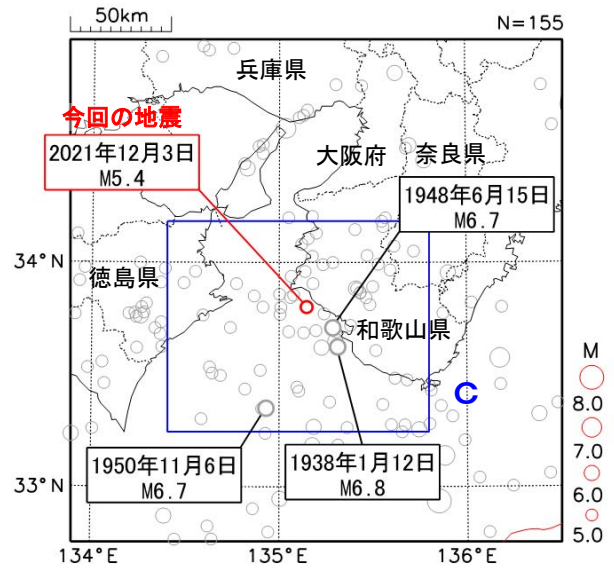 50km
N=155
兵庫県
今回の地震
2021年12月3日
M5.4
大阪府
奈良県
1948年6月15日
M6.7
34°N
徳島県
和歌山県
C
M
8.0
7.0
6.0
5.0
1950年11月6日
M6.7
1938年1月12日
M6.8
33°N
134°E
135°E
136°E